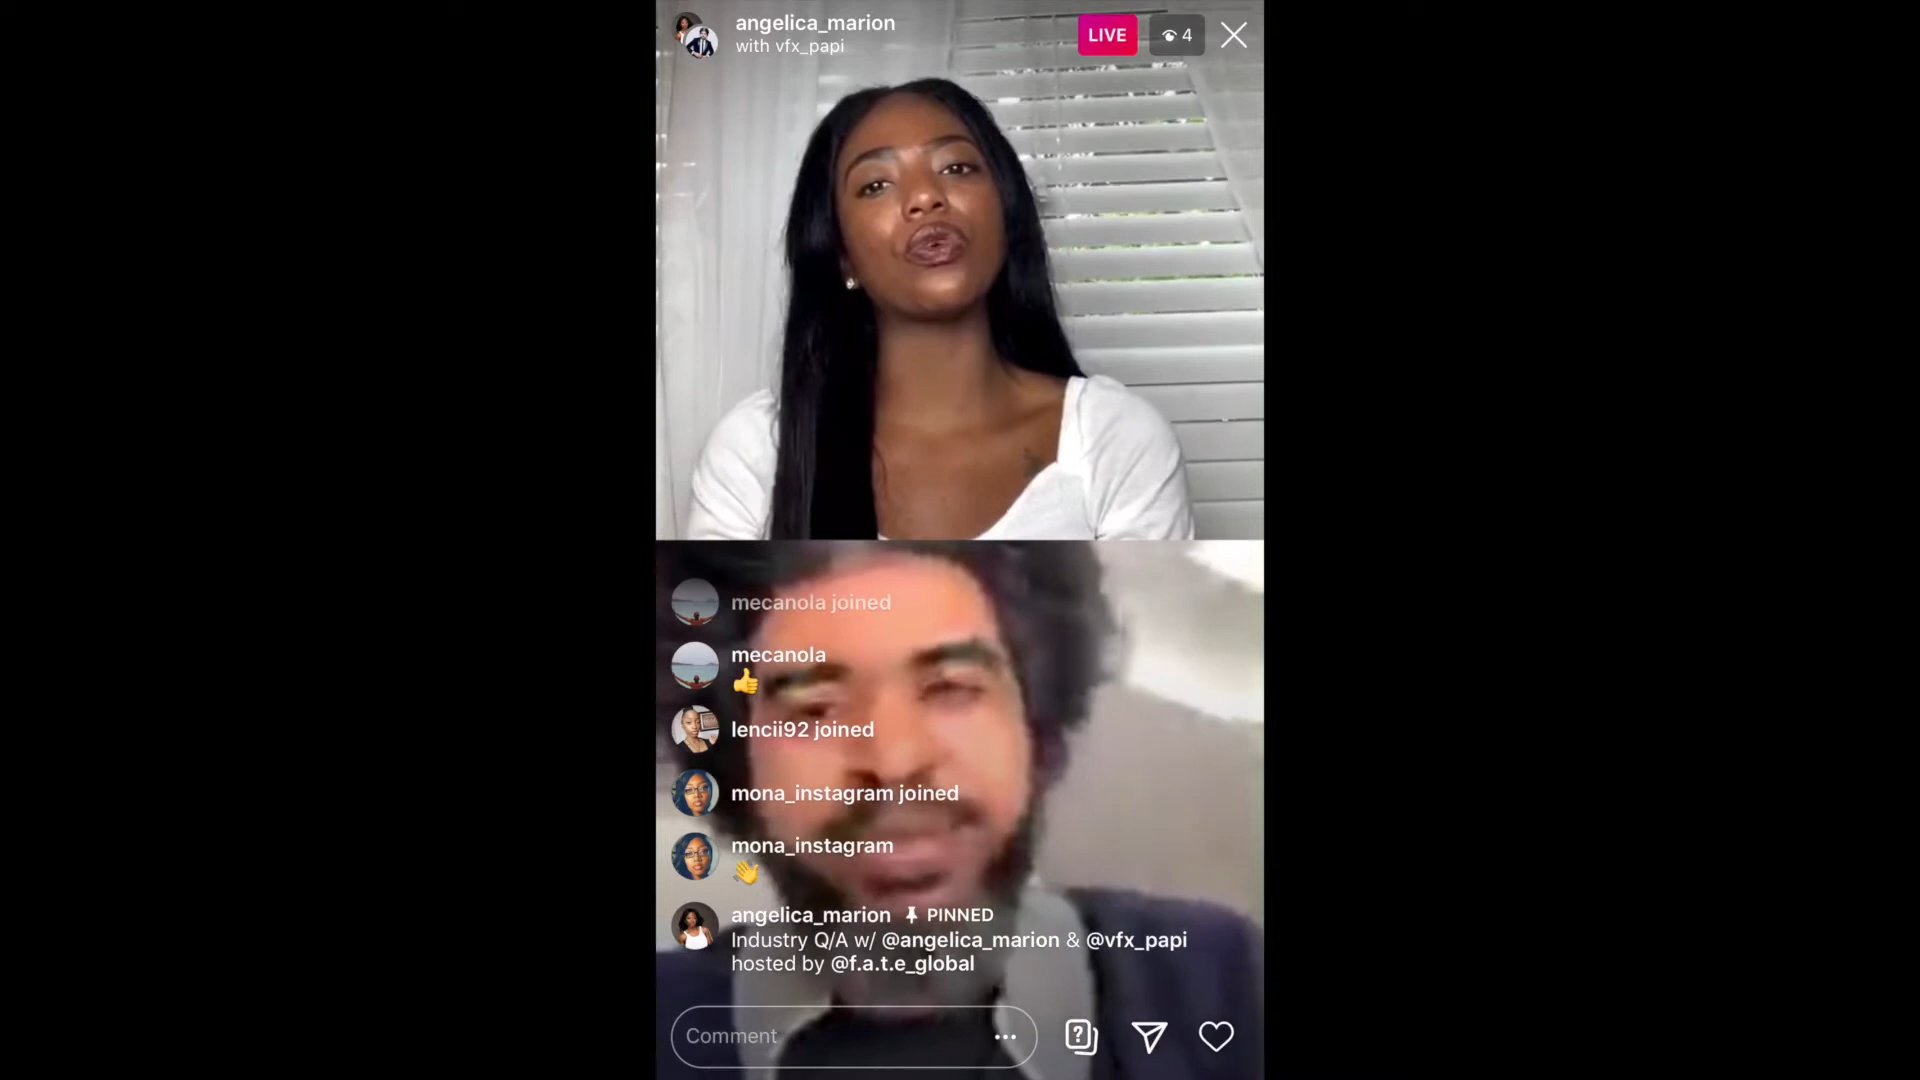 angelica_marion
with vfx_papi
LIVE
4
mecanola joined
mecanola
👍
lencii92 joined
mona_instagram joined
mona_instagram
👋
angelica_marion PINNED
Industry Q/A w/ @angelica_marion & @vfx_papi
hosted by @f.a.t.e_global
Comment